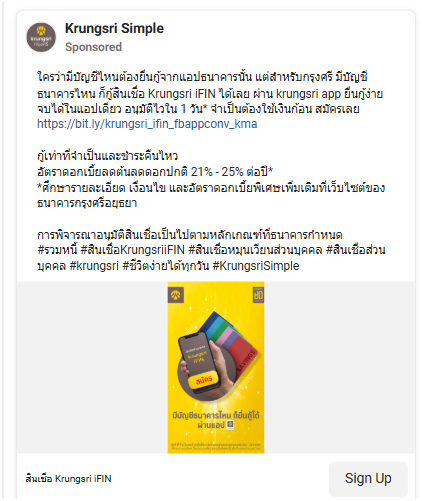 Krungsri Simple
Sponsored
krungsri
กรุงศรี
ใครว่ามีบัญชีไหนต้องยื่นกู้จากแอปธนาคารนั้น แต่สำหรับกรุงศรี มีบัญชี
ธนาคารไหน ก็กู้สินเชื่อ Krungsri iFIN ได้เลย ผ่าน krungsri app ยื่นกู้ง่าย
จบได้ในแอปเดียว อนุมัติไวใน 1 วัน* จำเป็นต้องใช้เงินก้อน สมัครเลย
https://bit.ly/krungsri_ifin_fbappconv_kma
กู้เท่าที่จำเป็นและชำระคืนไหว
อัตราดอกเบี้ยลดต้นลดดอกปกติ 21% - 25% ต่อปี*
*ศึกษารายละเอียด เงื่อนไข และอัตราดอกเบี้ยพิเศษเพิ่มเติมที่เว็บไซต์ของ
ธนาคารกรุงศรีอยุธยา
การพิจารณาอนุมัติสินเชื่อเป็นไปตามหลักเกณฑ์ที่ธนาคารกำหนด
#รวมหนี้ #สินเชื่อKrungsriiFIN #สินเชื่อหมุนเวียนส่วนบุคคล #สินเชื่อส่วน
บุคคล #krungsri #ชีวิตง่ายได้ทุกวัน #KrungsriSimple
Krungsri
iFIN
สมัคร
SAVINGS
มีบัญชีธนาคารไหน ก็ยื่นกู้ได้
ผ่านแอป
สินเชื่อ Krungsri iFIN
Sign Up